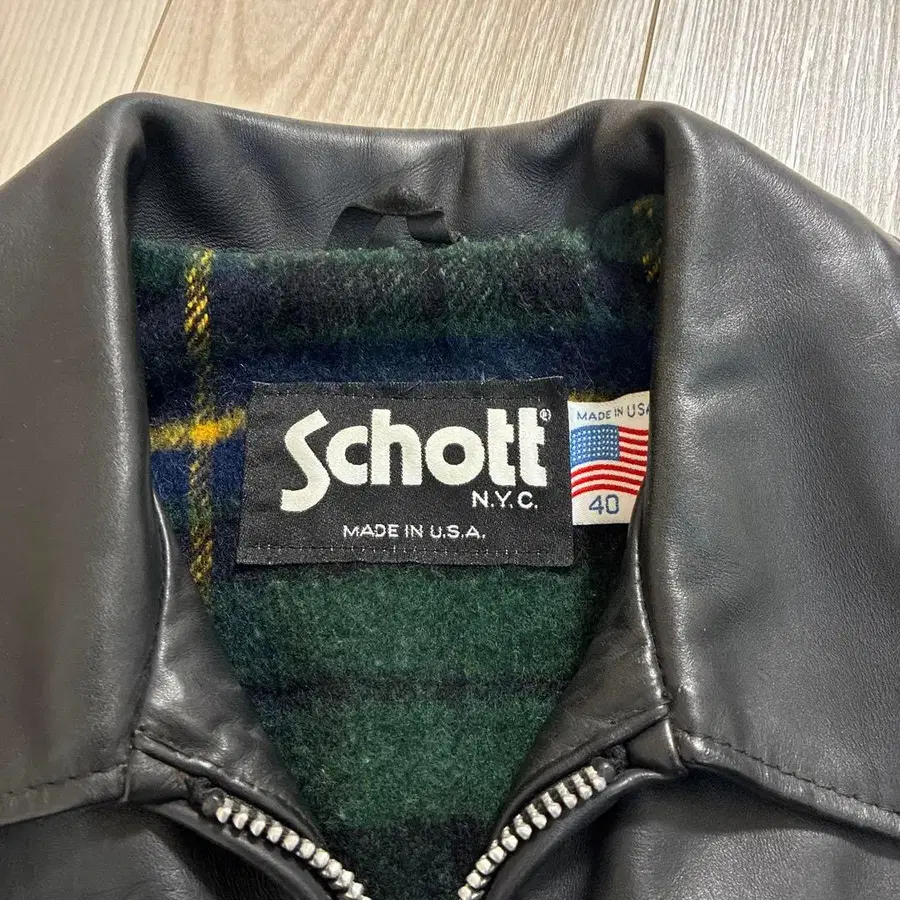 Schott®
N.Y.C.
MADE IN U.S.A.
MADE IN USA
40